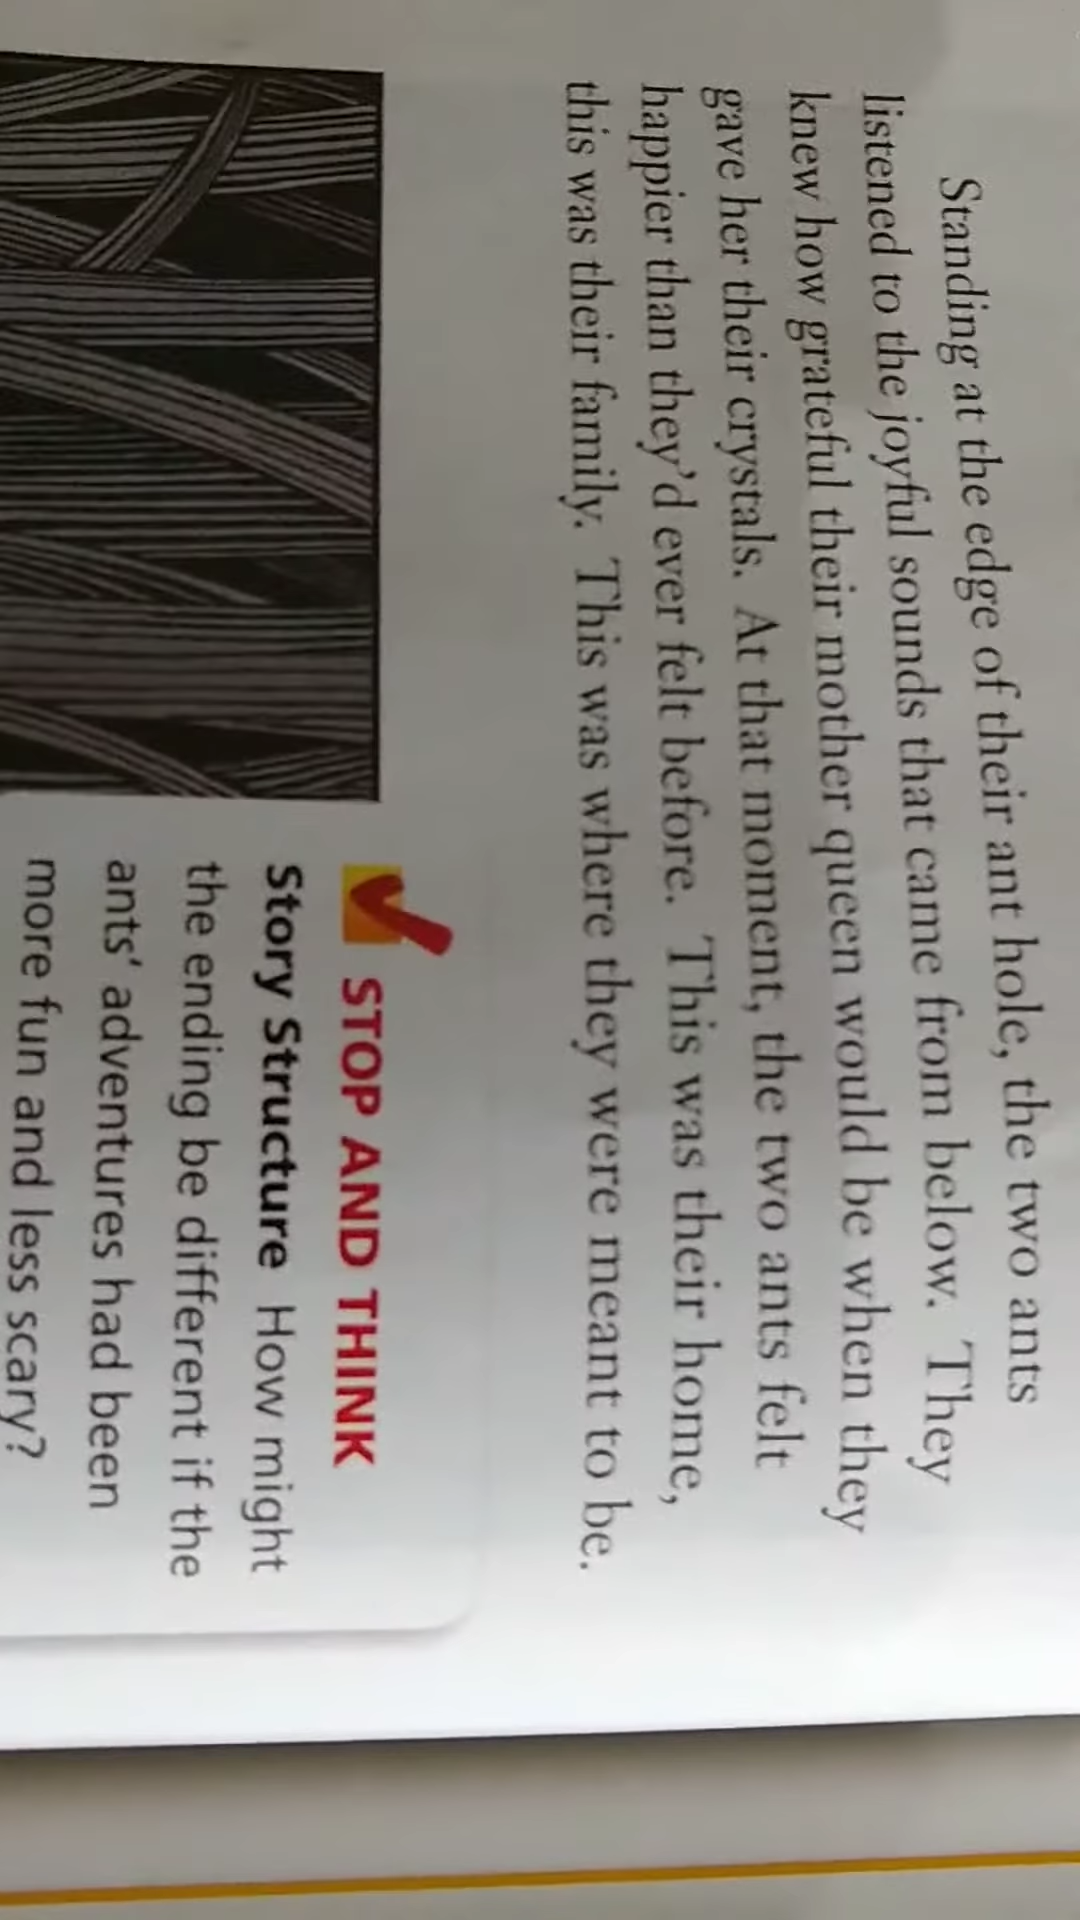 Standing at the edge of their ant hole, the two ants
listened to the joyful sounds that came from below. They
knew how grateful their mother queen would be when they
gave her their crystals. At that moment, the two ants felt
happier than they'd ever felt before. This was their home,
this was their family. This was where they were meant to be.
STOP AND THINK
Story Structure How might
the ending be different if the
ants' adventures had been
more fun and less scary?